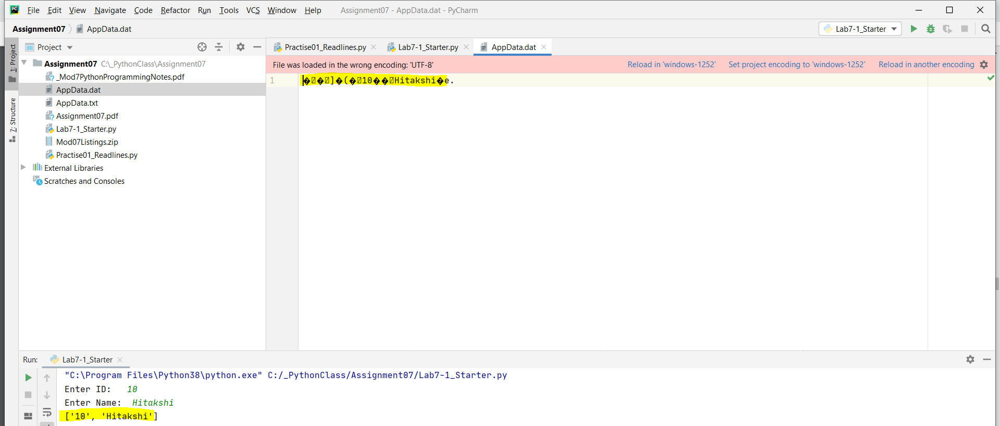 File Edit View Navigate Code Refactor Run Tools VCS Window Help Assignment07 - AppData.dat - PyCharm
Assignment07 AppData.dat Lab7-1_Starter
Project Practise01_Readlines.py Lab7-1_Starter.py AppData.dat
1: Project
7: Structure
Assignment07 C:\_PythonClass\Assignment07
_Mod7PythonProgrammingNotes.pdf
AppData.dat
AppData.txt
Assignment07.pdf
Lab7-1_Starter.py
Mod07Listings.zip
Practise01_Readlines.py
External Libraries
Scratches and Consoles
File was loaded in the wrong encoding: 'UTF-8' Reload in 'windows-1252' Set project encoding to 'windows-1252' Reload in another encoding
1 ��]�(�10��Hitakshi�e.
Run: Lab7-1_Starter
"C:\Program Files\Python38\python.exe" C:/_PythonClass/Assignment07/Lab7-1_Starter.py
Enter ID: 10
Enter Name: Hitakshi
['10', 'Hitakshi']